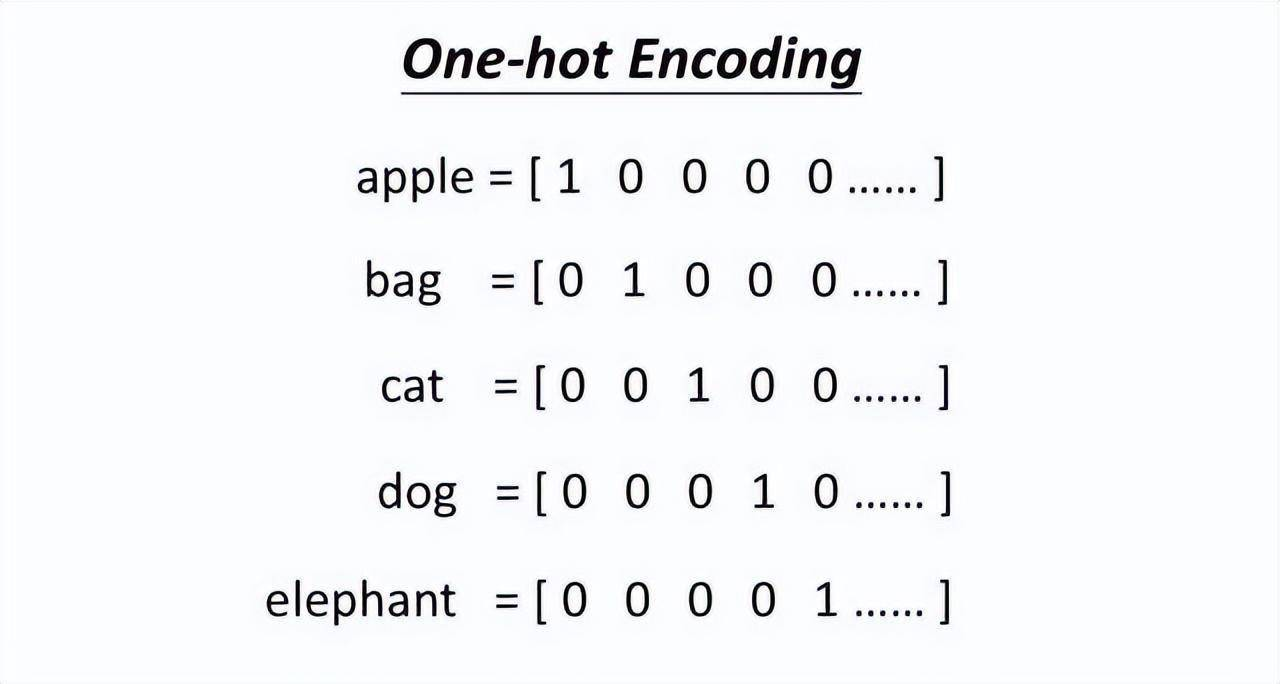 One-hot Encoding
apple = [ 1 0 0 0 0 ...... ]
bag = [ 0 1 0 0 0 ...... ]
cat = [ 0 0 1 0 0 ...... ]
dog = [ 0 0 0 1 0 ...... ]
elephant = [ 0 0 0 0 1 ...... ]